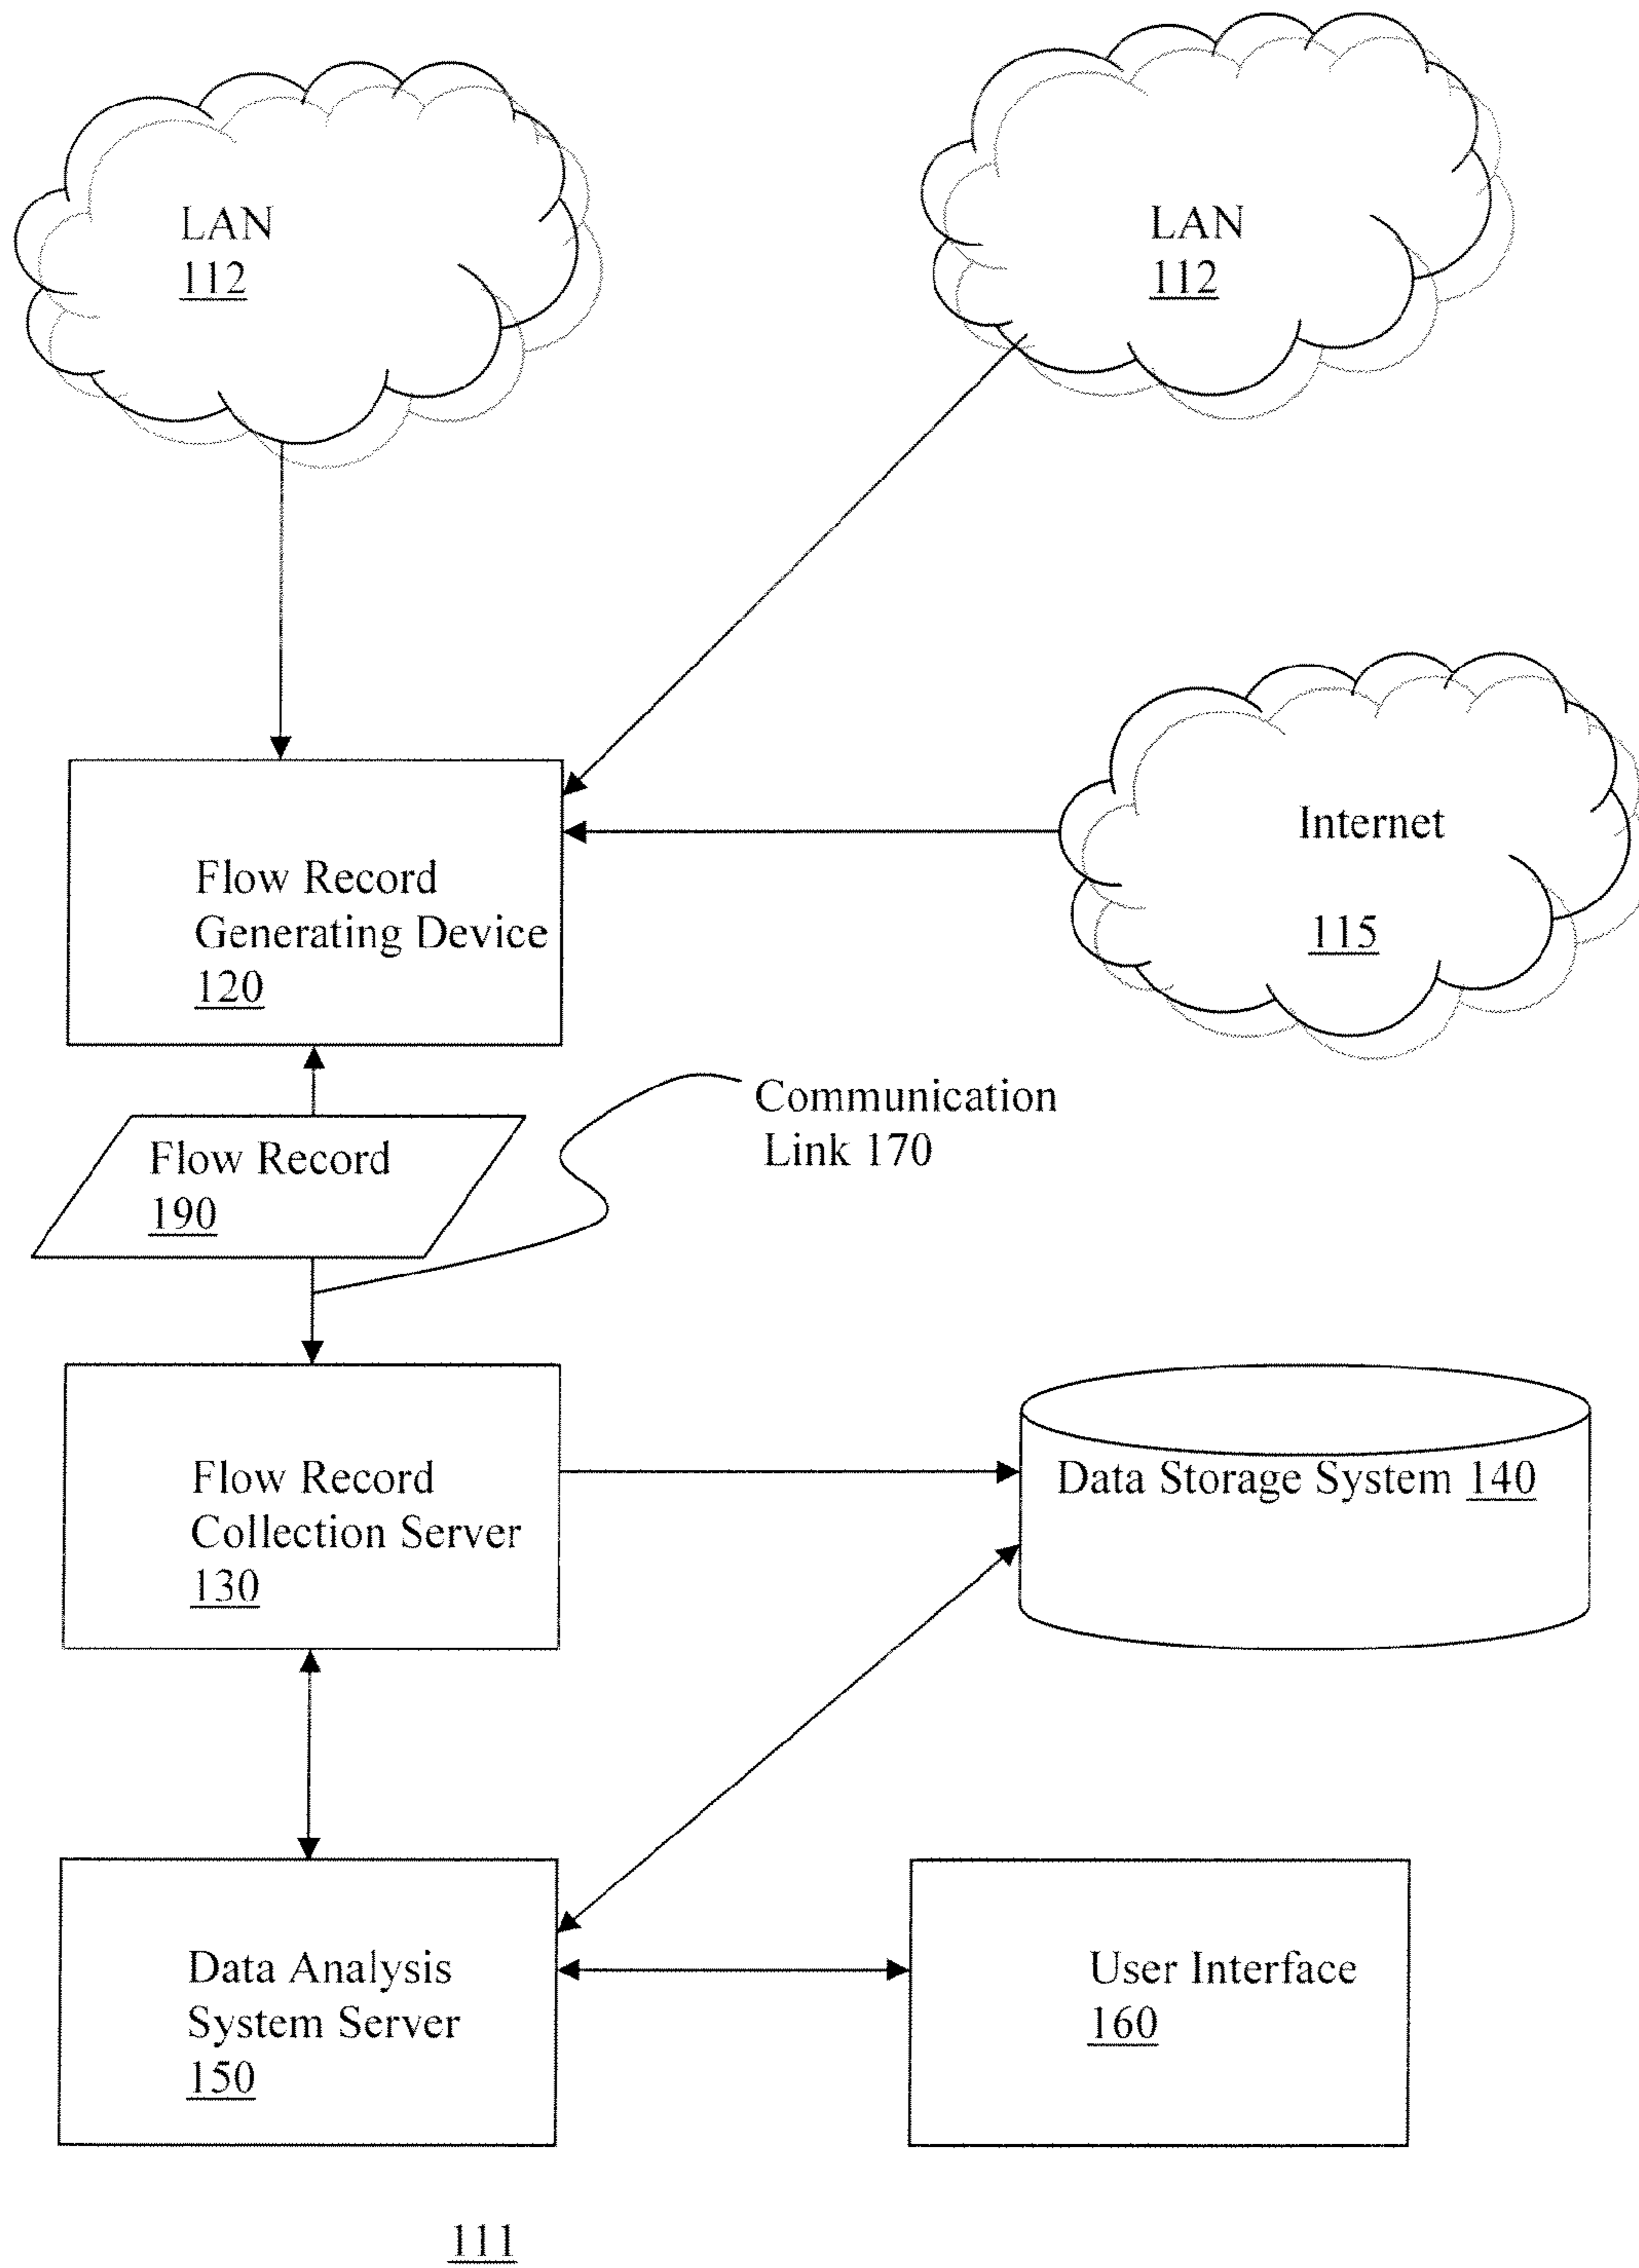 LAN
112
LAN
112
Internet
115
Flow Record
Generating Device
120
Communication
Link 170
Flow Record
190
Flow Record
Collection Server
130
Data Storage System 140
Data Analysis
System Server
150
User Interface
160
111